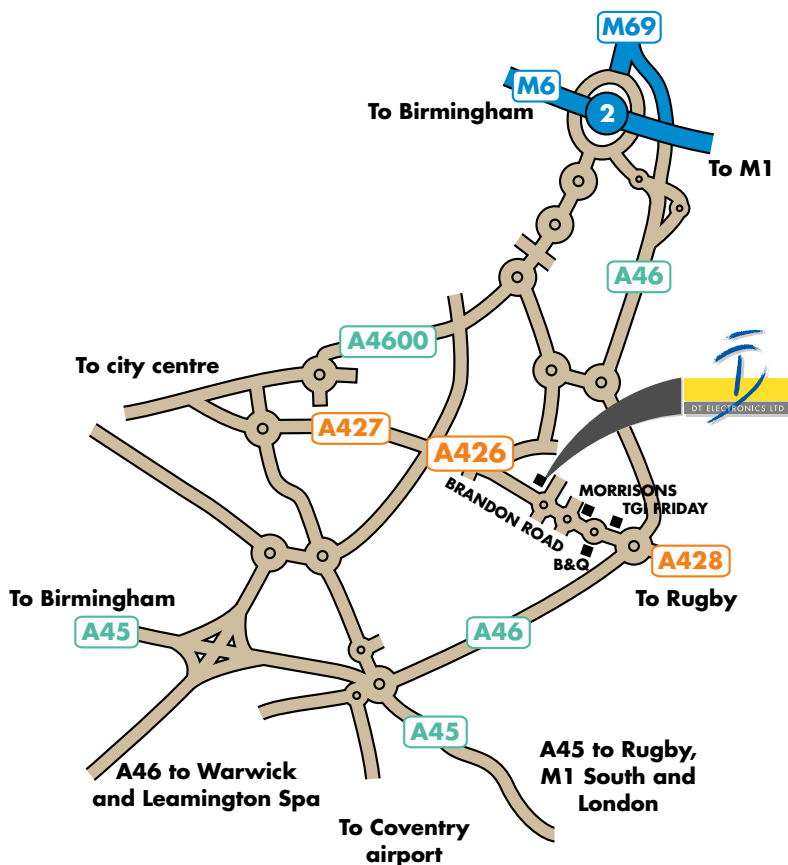 M69
M6
2
To Birmingham
To M1
A46
A4600
To city centre
DT ELECTRONICS LTD
A427
A426
MORRISONS
TGI FRIDAY
BRANDON ROAD
B&Q
A428
To Rugby
To Birmingham
A45
A46
A45
A46 to Warwick
and Leamington Spa
A45 to Rugby,
M1 South and
London
To Coventry
airport